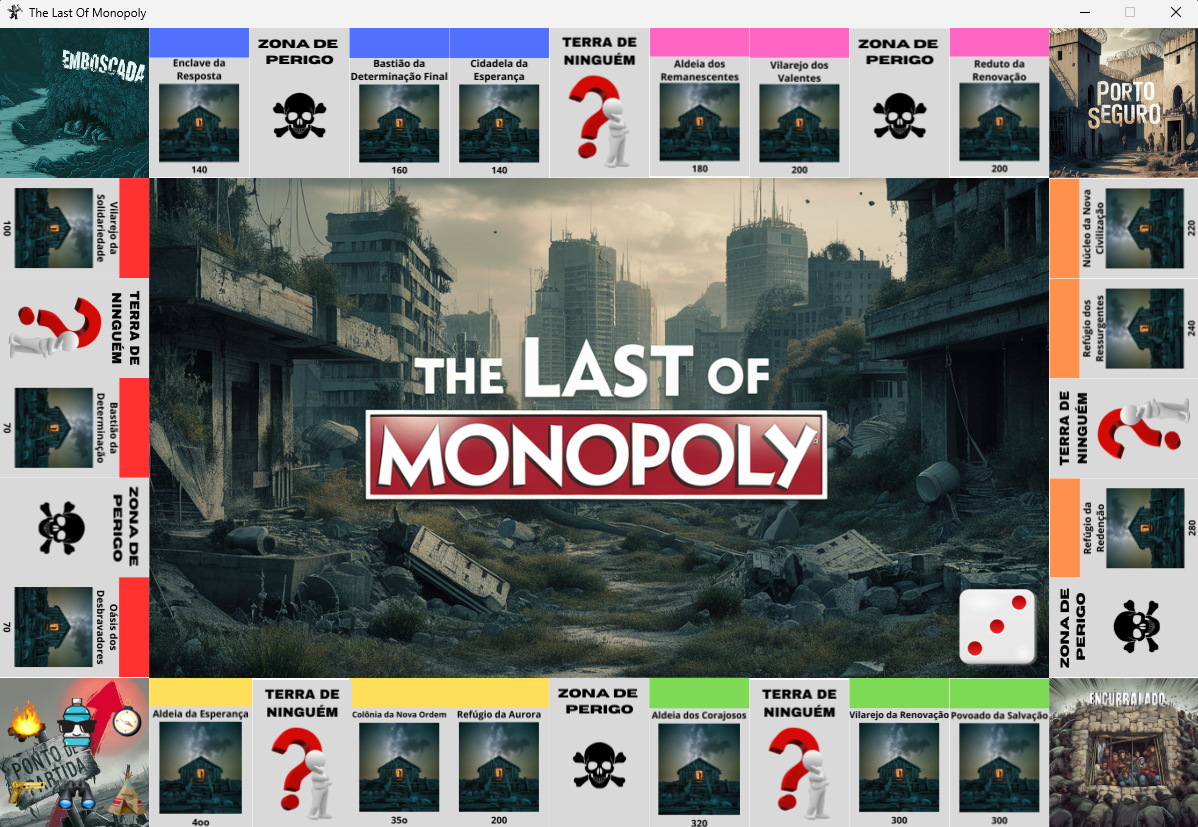 The Last Of Monopoly
EMBOSCADA
Enclave da
Resposta
140
ZONA DE
PERIGO
Bastião da
Determinação Final
160
Cidadela da
Esperança
140
TERRA DE
NINGUÉM
Aldeia dos
Remanescentes
180
Vilarejo dos
Valentes
200
ZONA DE
PERIGO
Reduto da
Renovação
200
PORTO
SEGURO
Vilarejo da
Solidariedade
100
TERRA DE
NINGUÉM
Bastião da
Determinação
70
ZONA DE
PERIGO
Oásis dos
Desbravadores
70
THE LAST OF
MONOPOLY
Núcleo da Nova
Civilização
220
Refúgio dos
Ressurgentes
240
TERRA DE
NINGUÉM
Refúgio da
Redenção
280
ZONA DE
PERIGO
PONTO DE
PARTIDA
Aldeia da Esperança
4oo
TERRA DE
NINGUÉM
Colônia da Nova Ordem
35o
Refúgio da Aurora
200
ZONA DE
PERIGO
Aldeia dos Corajosos
320
TERRA DE
NINGUÉM
Vilarejo da Renovação
300
Povoado da Salvação
300
ENCURRALADO